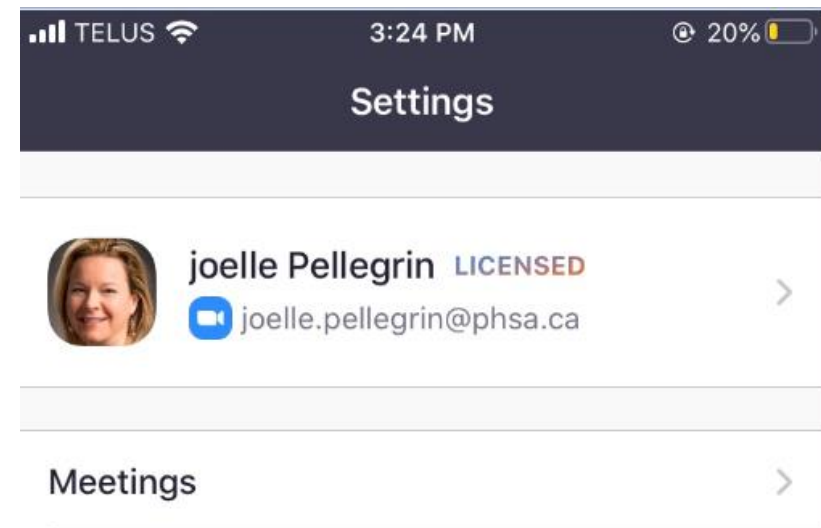 TELUS 3:24 PM 20%
Settings
joelle Pellegrin LICENSED
joelle.pellegrin@phsa.ca
Meetings